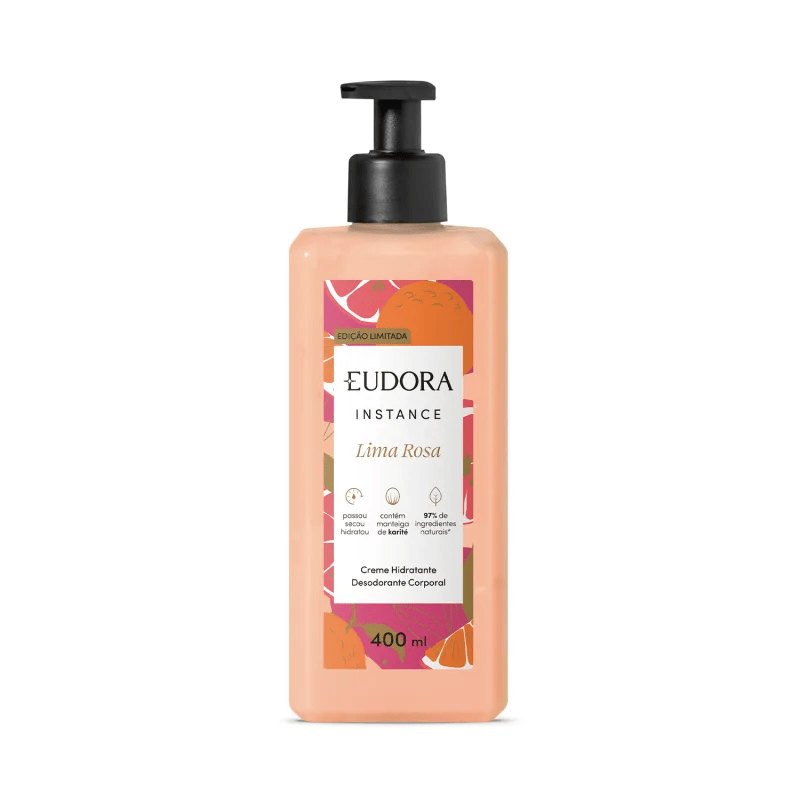 EDIÇÃO LIMITADA
EUDORA
INSTANCE
Lima Rosa
passou
secou
hidratou
contém
manteiga
de karité
97% de
ingredientes
naturais*
Creme Hidratante
Desodorante Corporal
400 ml